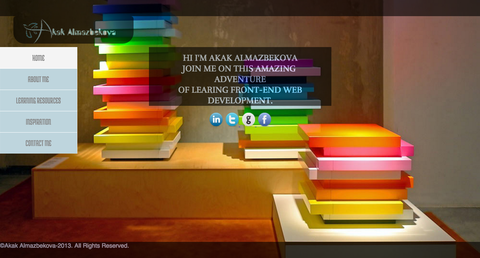 Akak Almazbekova
HOME
ABOUT ME
LEARNING RESOURCES
INSPIRATION
CONTACT ME
HI I'M AKAK ALMAZBEKOVA
JOIN ME ON THIS AMAZING
ADVENTURE
OF LEARING FRONT-END WEB
DEVELOPMENT.
in t g f
©Akak Almazbekova-2013. All Rights Reserved.